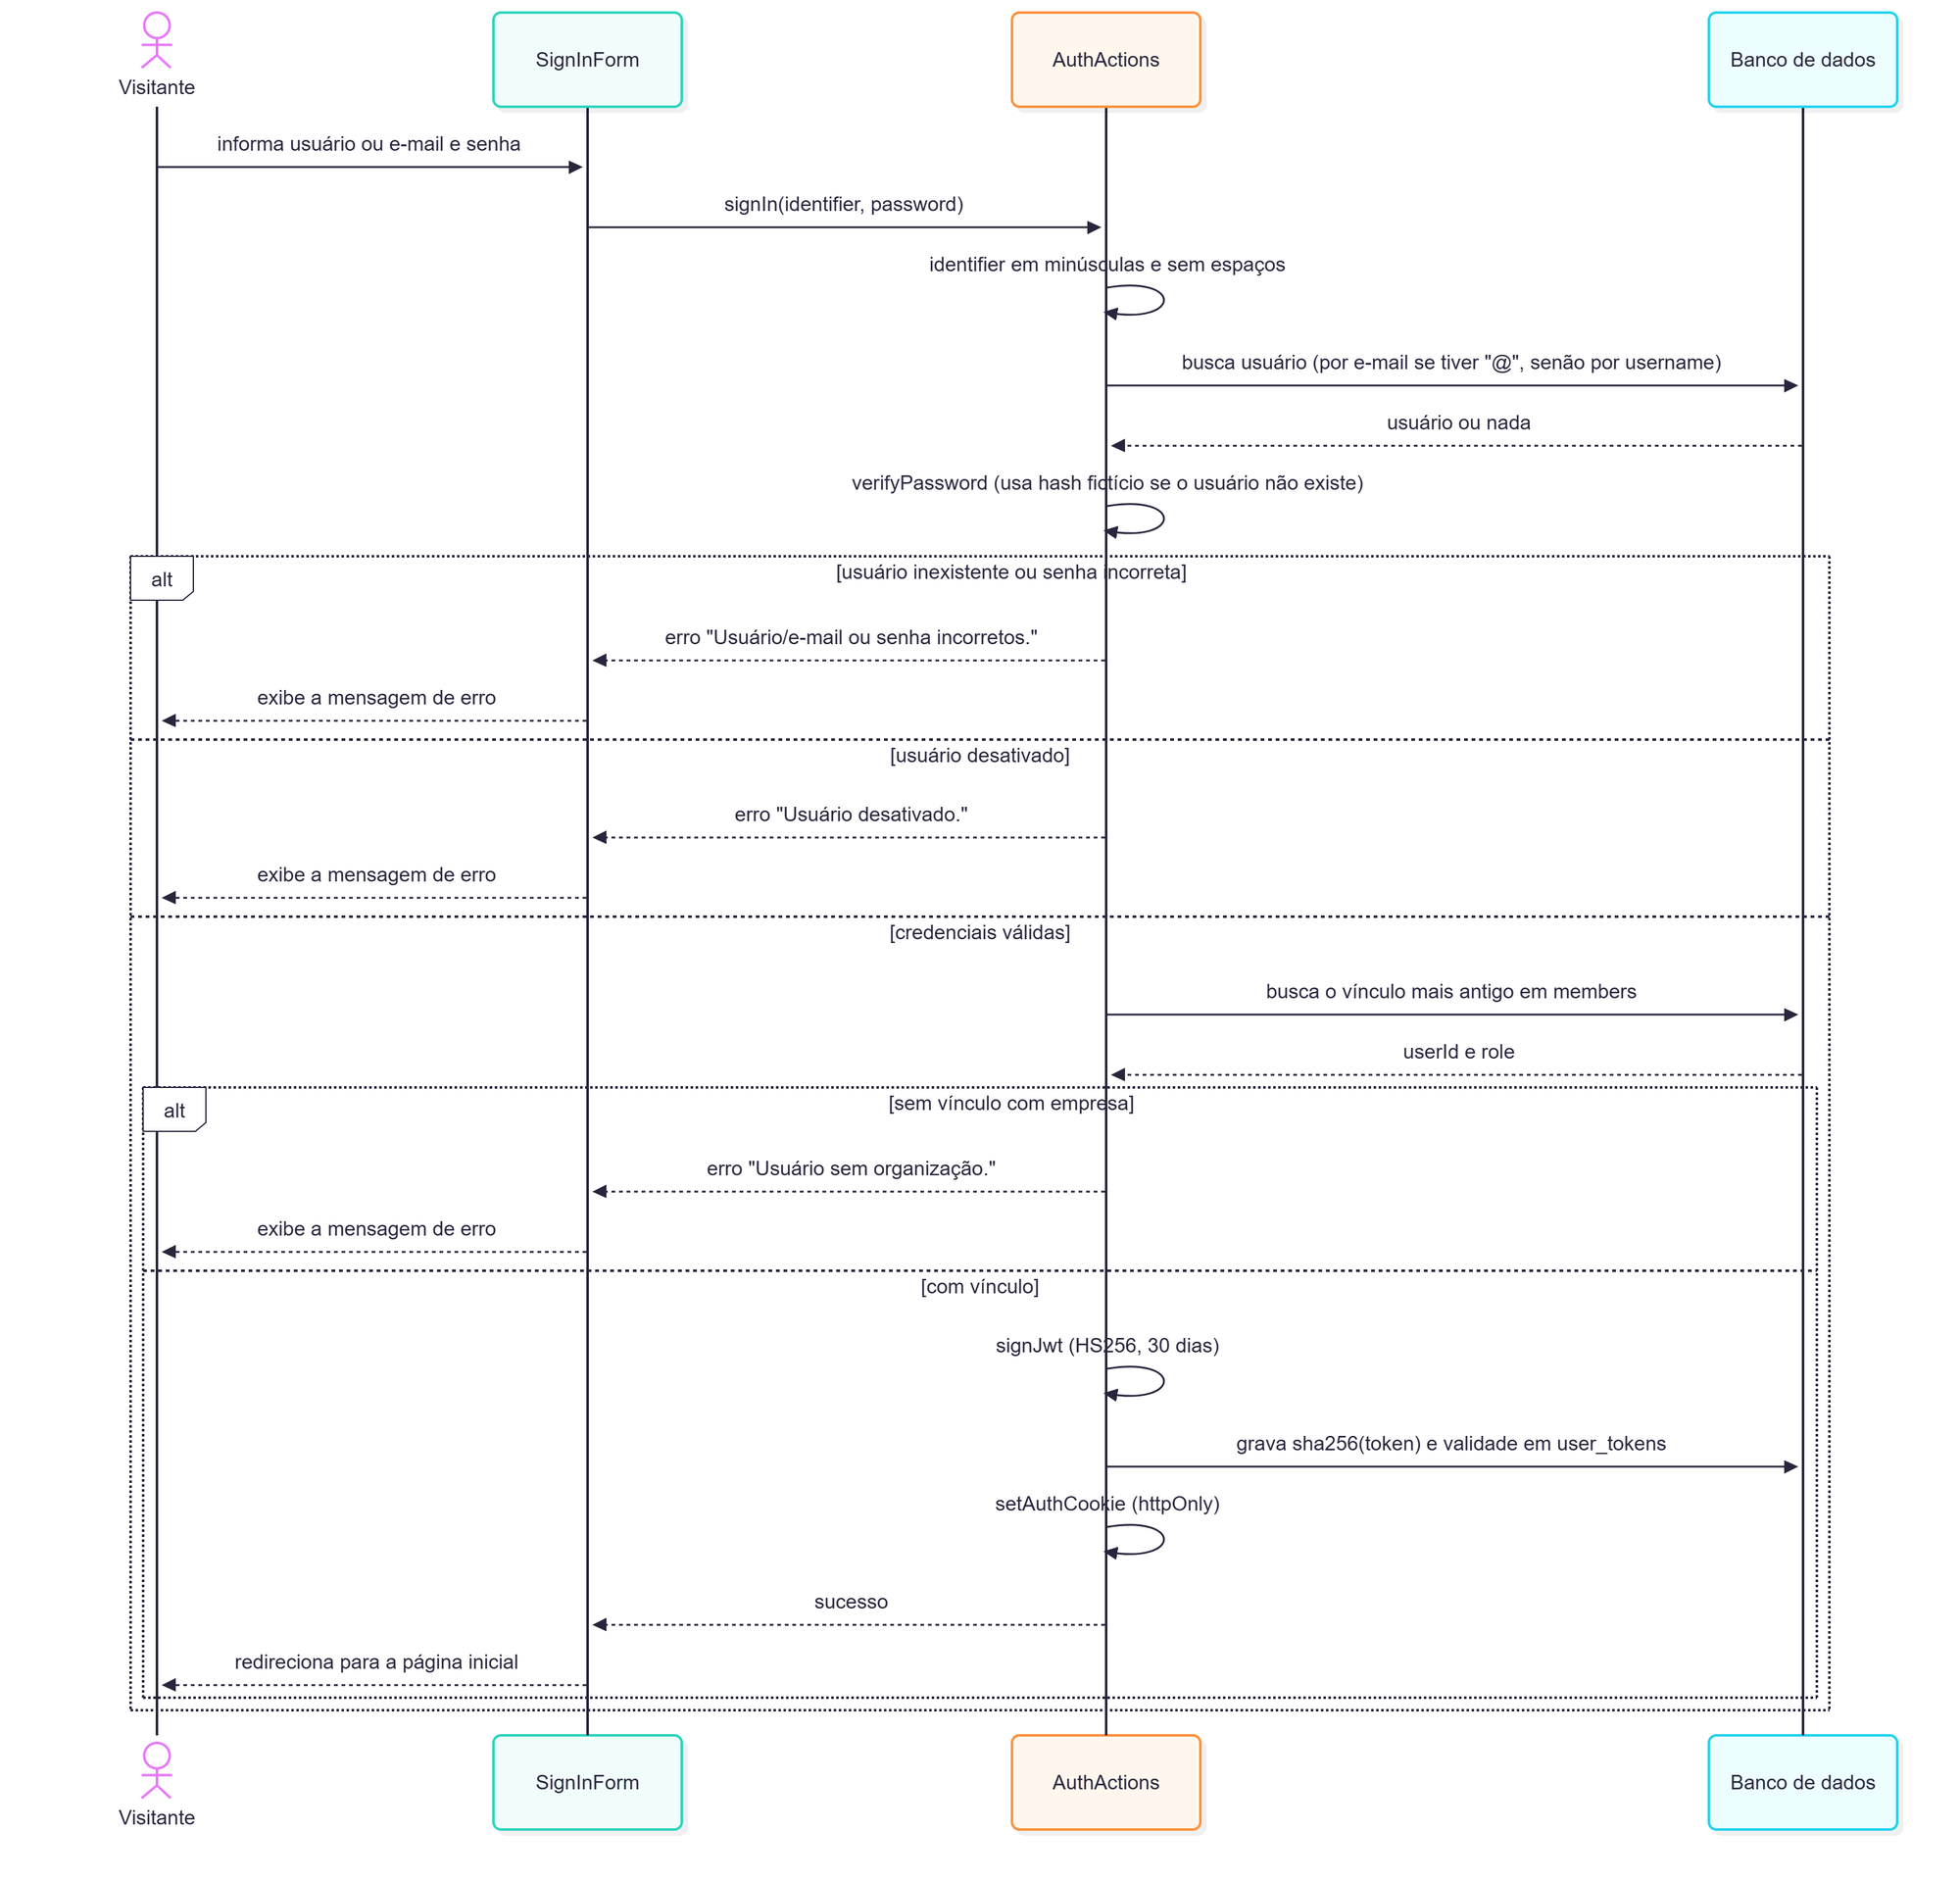 Visitante
SignInForm
AuthActions
Banco de dados
informa usuário ou e-mail e senha
signIn(identifier, password)
identifier em minúsculas e sem espaços
busca usuário (por e-mail se tiver "@", senão por username)
usuário ou nada
verifyPassword (usa hash fictício se o usuário não existe)
alt
[usuário inexistente ou senha incorreta]
erro "Usuário/e-mail ou senha incorretos."
exibe a mensagem de erro
[usuário desativado]
erro "Usuário desativado."
exibe a mensagem de erro
[credenciais válidas]
busca o vínculo mais antigo em members
userId e role
alt
[sem vínculo com empresa]
erro "Usuário sem organização."
exibe a mensagem de erro
[com vínculo]
signJwt (HS256, 30 dias)
grava sha256(token) e validade em user_tokens
setAuthCookie (httpOnly)
sucesso
redireciona para a página inicial
Visitante
SignInForm
AuthActions
Banco de dados